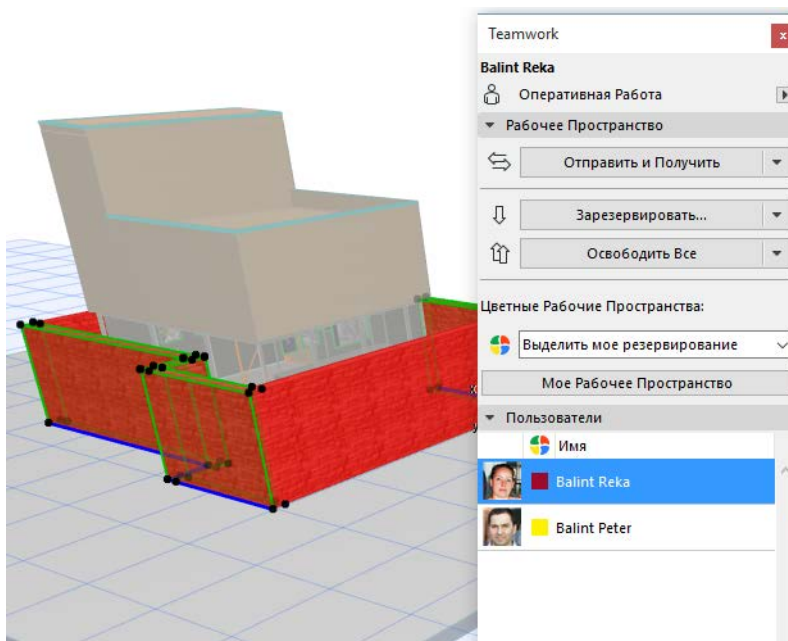 Teamwork
x
Balint Reka
Оперативная Работа
Рабочее Пространство
Отправить и Получить
Зарезервировать...
Освободить Все
Цветные Рабочие Пространства:
Выделить мое резервирование
Мое Рабочее Пространство
Пользователи
Имя
Balint Reka
Balint Peter